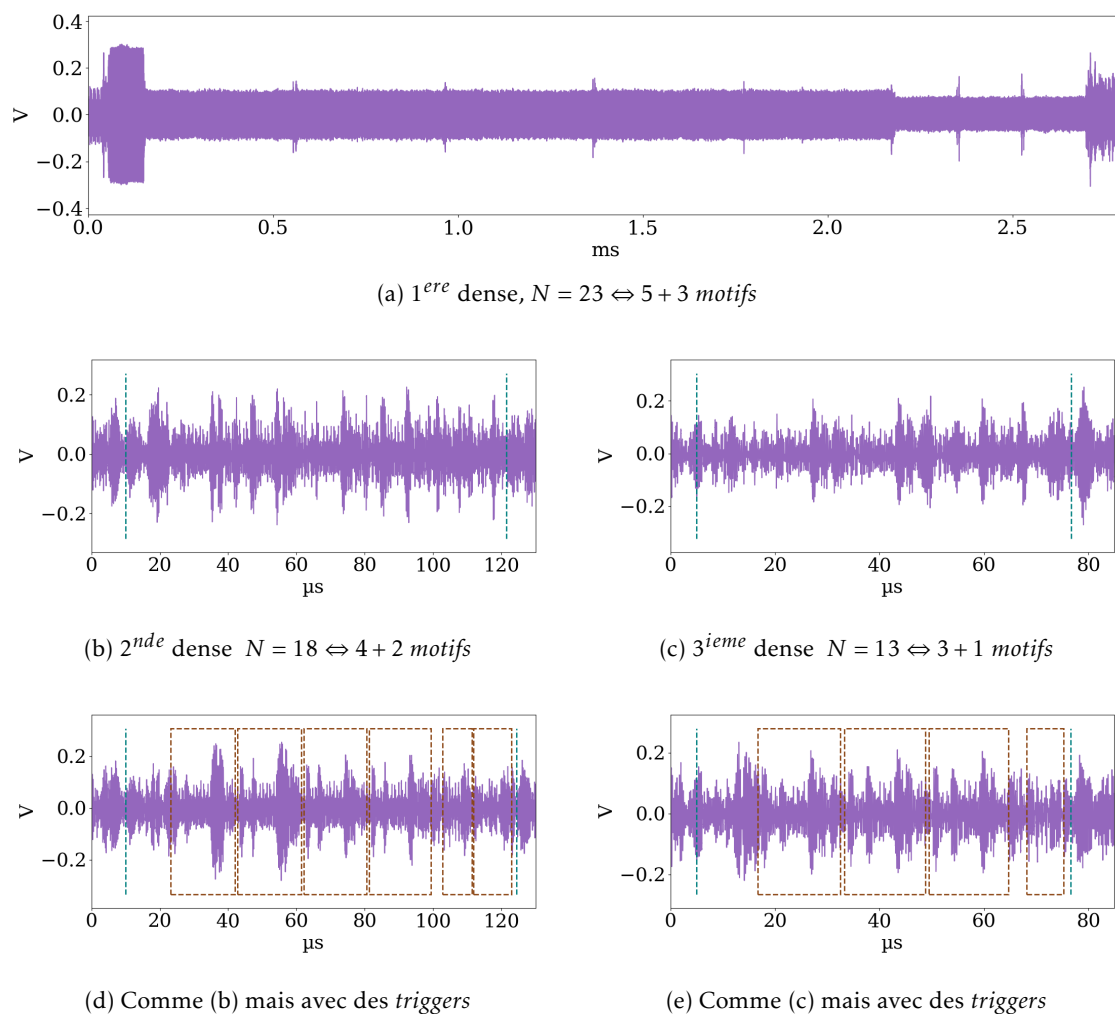 0.4
0.2
0.0
−0.2
−0.4
V
0.0 0.5 1.0 1.5 2.0 2.5
ms
(a) 1ere dense, N = 23 ⇔ 5 + 3 motifs
0.2
0.0
−0.2
V
0 20 40 60 80 100 120
µs
0.2
0.0
−0.2
V
0 20 40 60 80
µs
(b) 2nde dense N = 18 ⇔ 4 + 2 motifs
(c) 3ieme dense N = 13 ⇔ 3 + 1 motifs
0.2
0.0
−0.2
V
0 20 40 60 80 100 120
µs
0.2
0.0
−0.2
V
0 20 40 60 80
µs
(d) Comme (b) mais avec des triggers
(e) Comme (c) mais avec des triggers